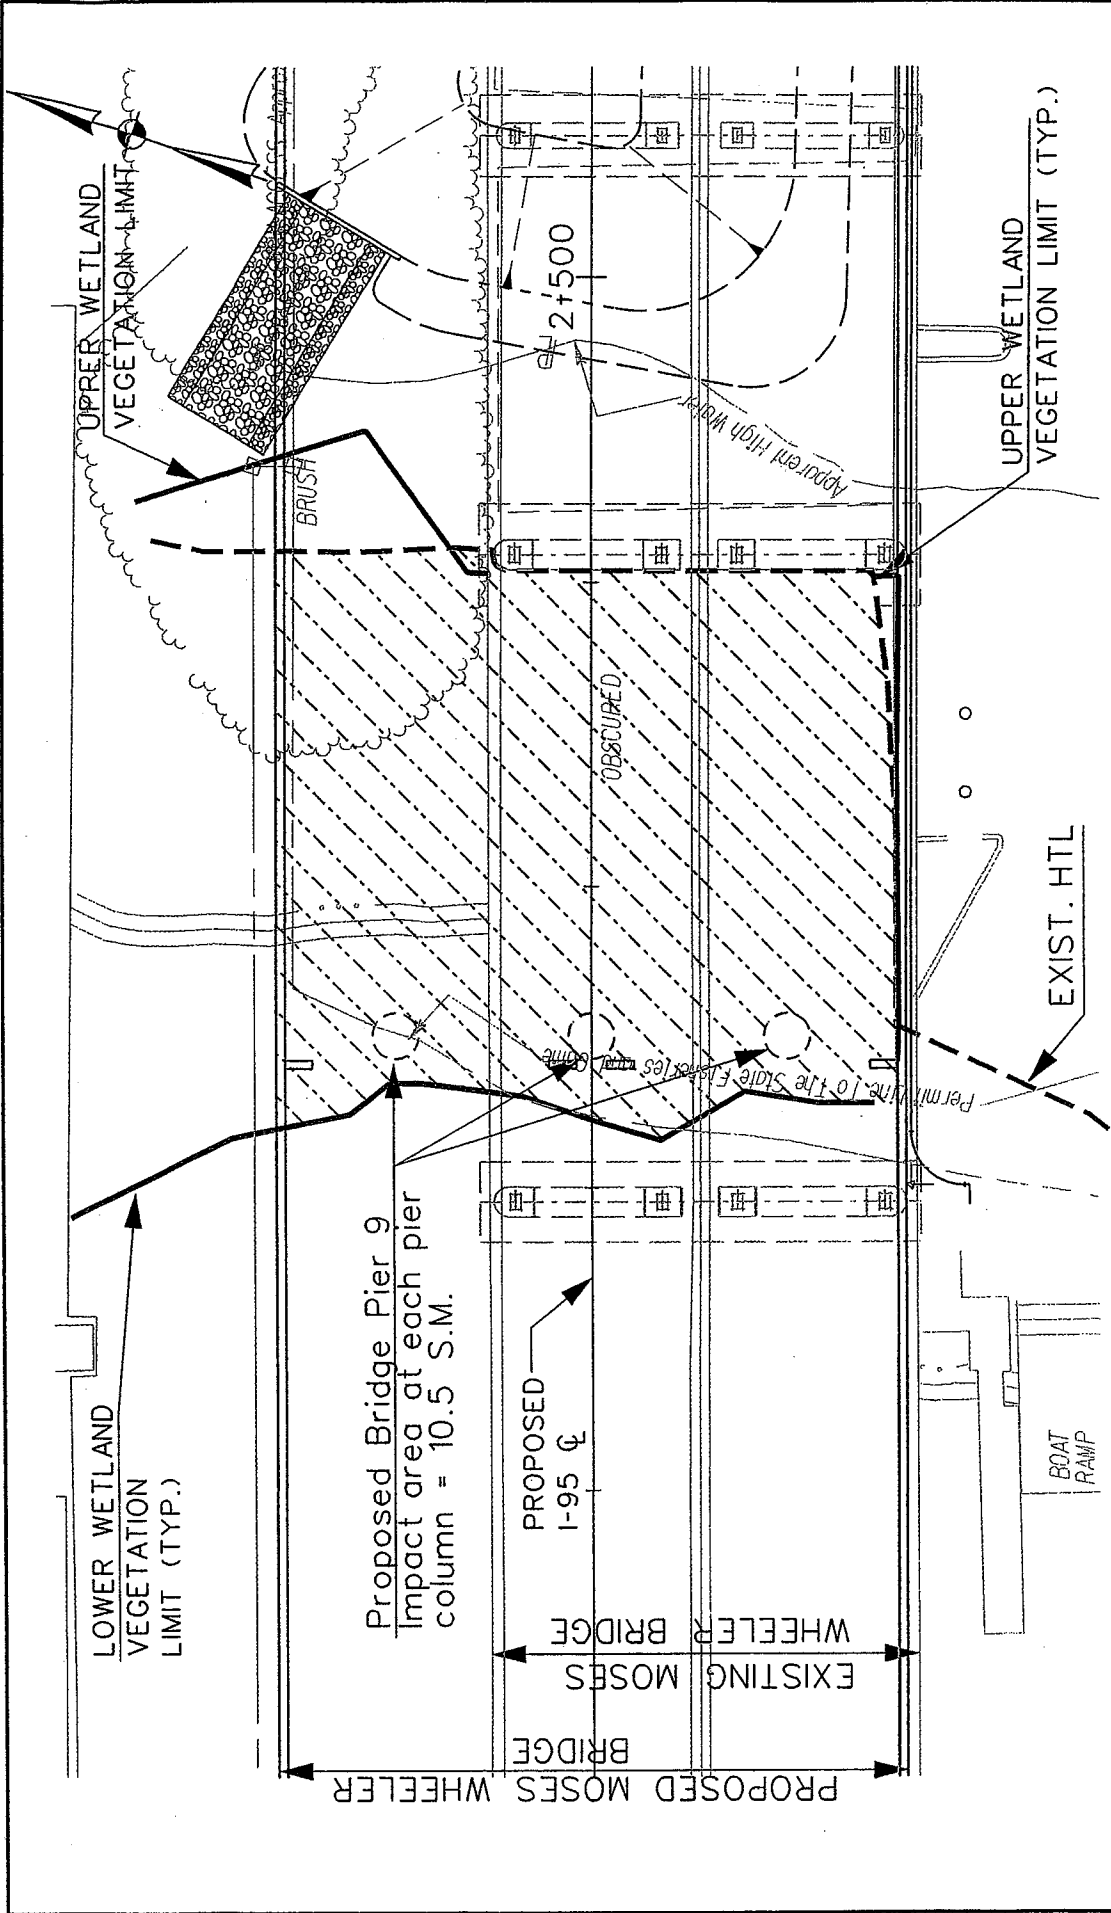 UPPER WETLAND
VEGETATION LIMIT
BRUSH
2+500
Apparent High Water
UPPER WETLAND
VEGETATION LIMIT (TYP.)
OBSCURED
EXIST. HTL
Permit Line To The State Fisheries and Game
LOWER WETLAND
VEGETATION
LIMIT (TYP.)
Proposed Bridge Pier 9
Impact area at each pier
column = 10.5 S.M.
PROPOSED
I-95 ℄
BOAT
RAMP
EXISTING MOSES
WHEELER BRIDGE
PROPOSED MOSES WHEELER
BRIDGE